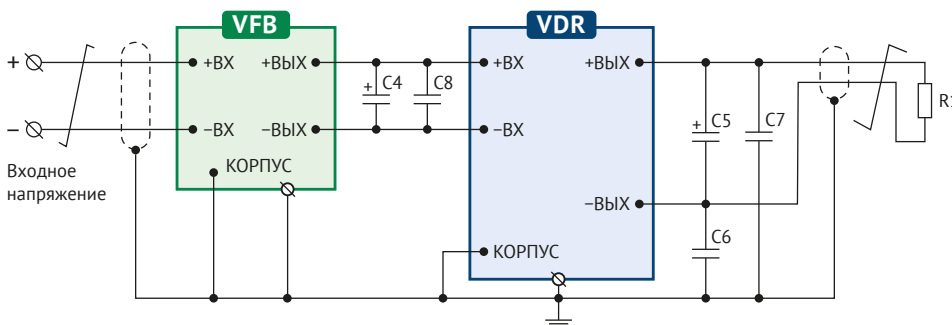 VFB
VDR
+
+ВХ
+ВЫХ
+
C4
C8
+ВХ
+ВЫХ
R1
−
−ВХ
−ВЫХ
−ВХ
+
C5
C7
Входное
напряжение
КОРПУС
−ВЫХ
C6
КОРПУС